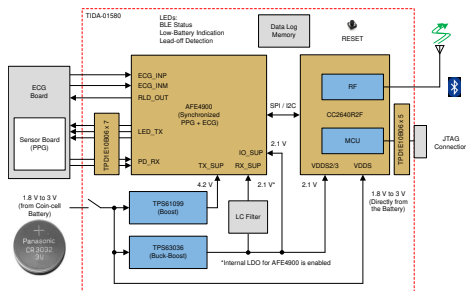 TIDA-01580
LEDs:
BLE Status
Low-Battery Indication
Lead-off Detection
Data Log
Memory
RESET
ECG
Board
Sensor Board
(PPG)
TPD1E10B06 x 7
ECG_INP
ECG_INM
RLD_OUT
LED_TX
PD_RX
AFE4900
(Synchronized
PPG + ECG)
IO_SUP
TX_SUP
RX_SUP
SPI / I2C
RF
CC2640R2F
MCU
VDDS2/3
VDDS
TPD1E10B06 x 5
JTAG
Connection
2.1 V
4.2 V
2.1 V*
2.1 V
1.8 V to 3 V
(Directly from
the Battery)
1.8 V to 3 V
(from Coin-cell
Battery)
TPS61099
(Boost)
LC Filter
TPS63036
(Buck-Boost)
*Internal LDO for AFE4900 is enabled
Panasonic
CR3032
3V